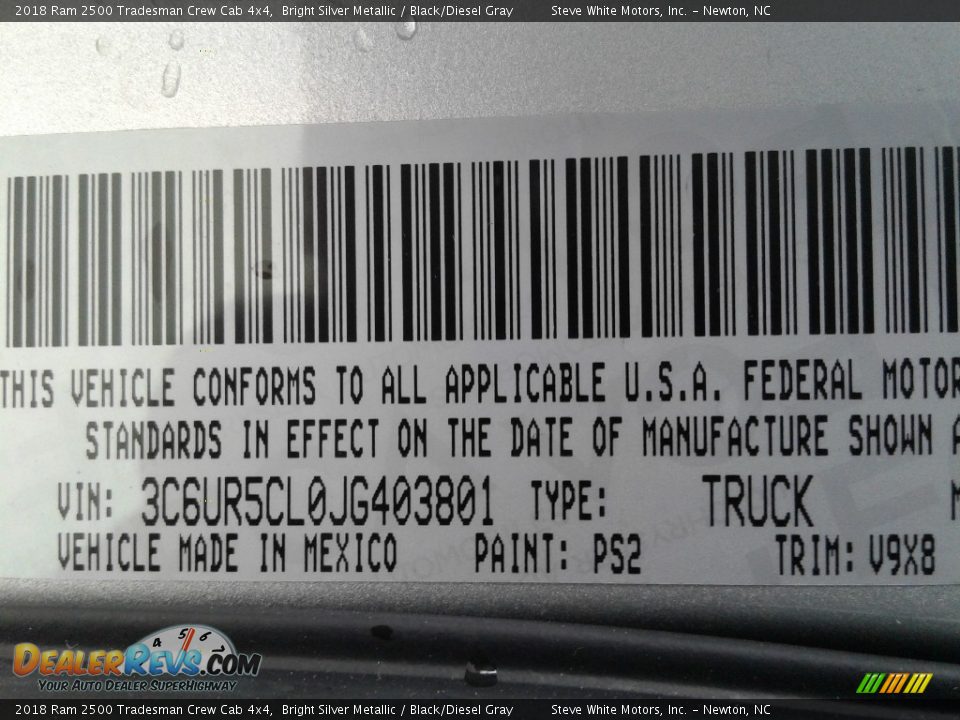 2018 Ram 2500 Tradesman Crew Cab 4x4, Bright Silver Metallic / Black/Diesel Gray Steve White Motors, Inc. – Newton, NC
THIS VEHICLE CONFORMS TO ALL APPLICABLE U.S.A. FEDERAL MOTOR
STANDARDS IN EFFECT ON THE DATE OF MANUFACTURE SHOWN A
VIN: 3C6UR5CL0JG403801 TYPE: TRUCK M
VEHICLE MADE IN MEXICO PAINT: PS2 TRIM: V9X8
4 5 6
DEALERREVS.COM
YOUR AUTO DEALER SUPERHIGHWAY
2018 Ram 2500 Tradesman Crew Cab 4x4, Bright Silver Metallic / Black/Diesel Gray Steve White Motors, Inc. – Newton, NC